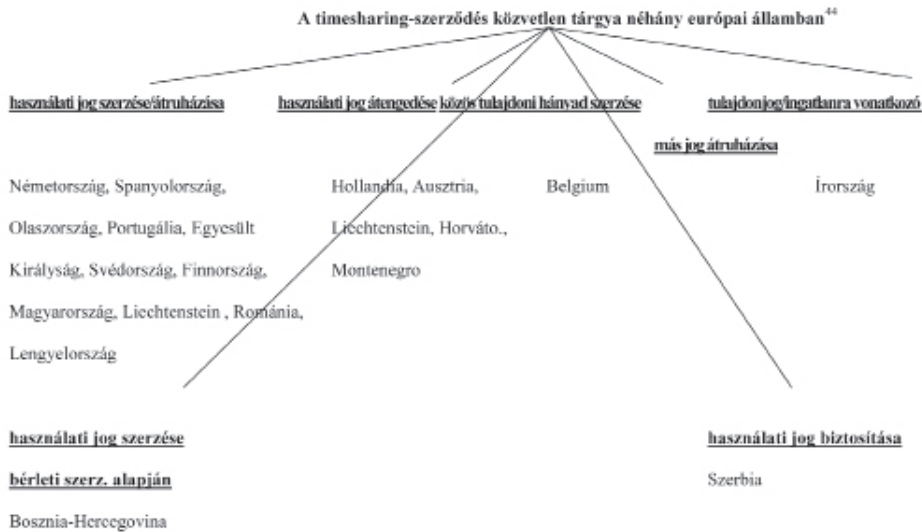 A timesharing-szerződés közvetlen tárgya néhány európai államban44
használati jog szerzése/átruházása
használati jog átengedése
közös tulajdoni hányad szerzése
tulajdonjog/ingatlanra vonatkozó
más jog átruházása
Németország, Spanyolország,
Olaszország, Portugália, Egyesült
Királyság, Svédország, Finnország,
Magyarország, Liechtenstein , Románia,
Lengyelország
Hollandia, Ausztria,
Liechtenstein, Horváto.,
Montenegro
Belgium
Írország
használati jog szerzése
bérleti szerz. alapján
Bosznia-Hercegovina
használati jog biztosítása
Szerbia